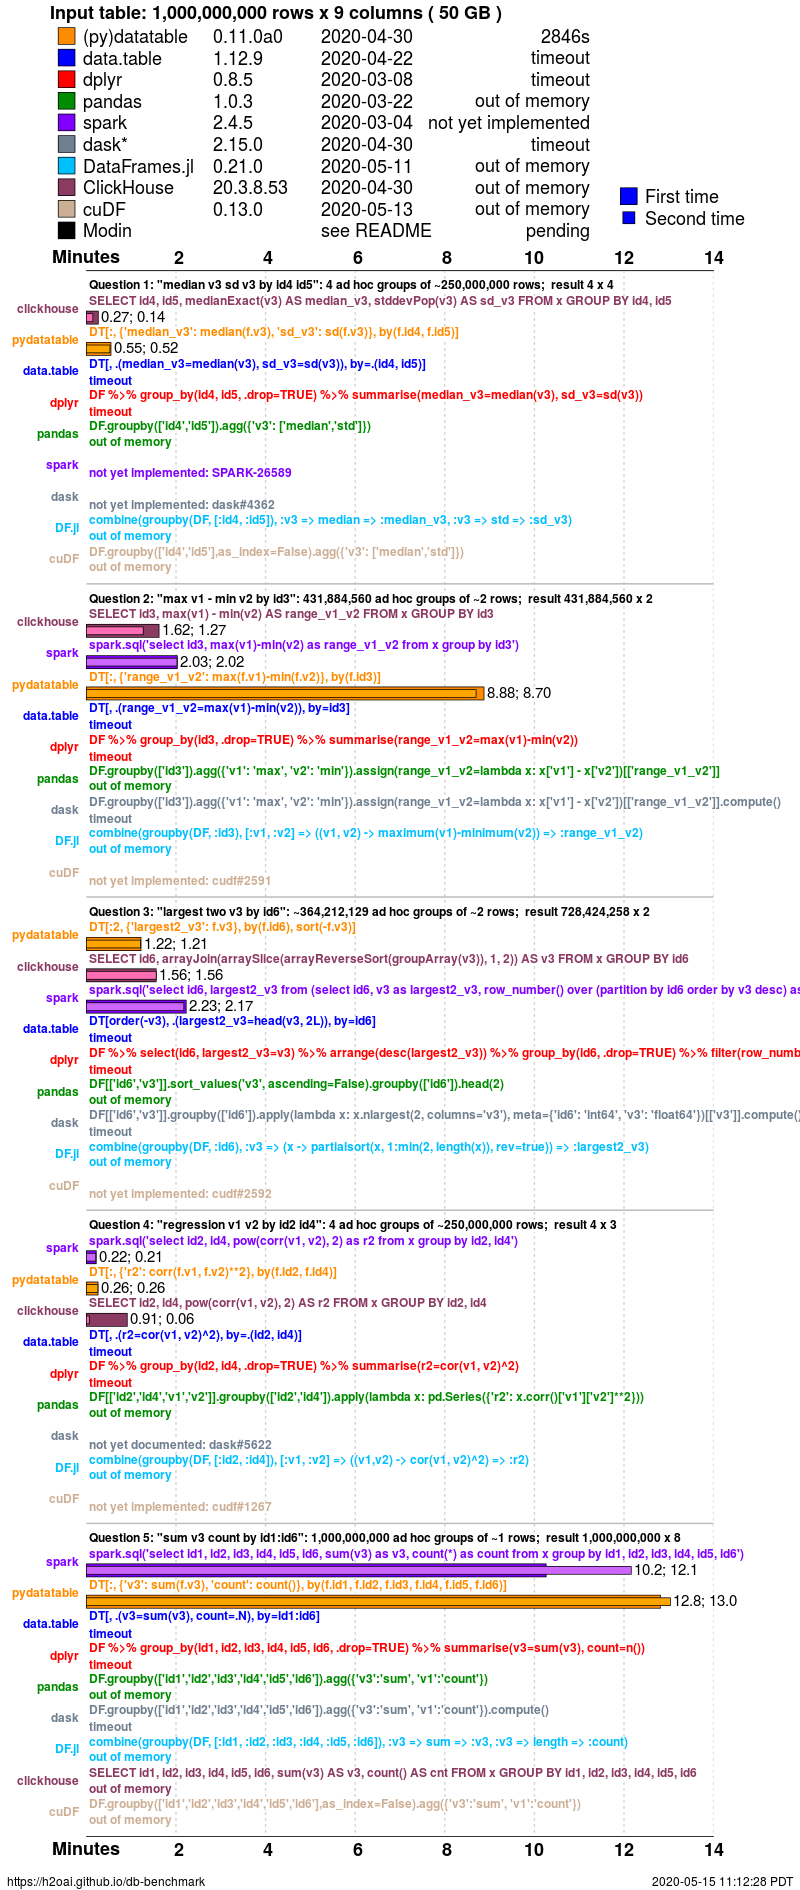 Input table: 1,000,000,000 rows x 9 columns ( 50 GB )
(py)datatable 0.11.0a0 2020-04-30 2846s
data.table 1.12.9 2020-04-22 timeout
dplyr 0.8.5 2020-03-08 timeout
pandas 1.0.3 2020-03-22 out of memory
spark 2.4.5 2020-03-04 not yet implemented
dask* 2.15.0 2020-04-30 timeout
DataFrames.jl 0.21.0 2020-05-11 out of memory
ClickHouse 20.3.8.53 2020-04-30 out of memory
cuDF 0.13.0 2020-05-13 out of memory
Modin see README pending
First time
Second time
Minutes 2 4 6 8 10 12 14
Question 1: "median v3 sd v3 by id4 id5": 4 ad hoc groups of ~250,000,000 rows;  result 4 x 4
SELECT id4, id5, medianExact(v3) AS median_v3, stddevPop(v3) AS sd_v3 FROM x GROUP BY id4, id5
clickhouse 0.27; 0.14
DT[:, {'median_v3': median(f.v3), 'sd_v3': sd(f.v3)}, by(f.id4, f.id5)]
pydatatable 0.55; 0.52
DT[, .(median_v3=median(v3), sd_v3=sd(v3)), by=.(id4, id5)]
data.table timeout
DF %>% group_by(id4, id5, .drop=TRUE) %>% summarise(median_v3=median(v3), sd_v3=sd(v3))
dplyr timeout
DF.groupby(['id4','id5']).agg({'v3': ['median','std']})
pandas out of memory
spark not yet implemented: SPARK-26589
dask not yet implemented: dask#4362
combine(groupby(DF, [:id4, :id5]), :v3 => median => :median_v3, :v3 => std => :sd_v3)
DF.jl out of memory
DF.groupby(['id4','id5'],as_index=False).agg({'v3': ['median','std']})
cuDF out of memory
Question 2: "max v1 - min v2 by id3": 431,884,560 ad hoc groups of ~2 rows;  result 431,884,560 x 2
SELECT id3, max(v1) - min(v2) AS range_v1_v2 FROM x GROUP BY id3
clickhouse 1.62; 1.27
spark.sql('select id3, max(v1)-min(v2) as range_v1_v2 from x group by id3')
spark 2.03; 2.02
DT[:, {'range_v1_v2': max(f.v1)-min(f.v2)}, by(f.id3)]
pydatatable 8.88; 8.70
DT[, .(range_v1_v2=max(v1)-min(v2)), by=id3]
data.table timeout
DF %>% group_by(id3, .drop=TRUE) %>% summarise(range_v1_v2=max(v1)-min(v2))
dplyr timeout
DF.groupby(['id3']).agg({'v1': 'max', 'v2': 'min'}).assign(range_v1_v2=lambda x: x['v1'] - x['v2'])[['range_v1_v2']]
pandas out of memory
DF.groupby(['id3']).agg({'v1': 'max', 'v2': 'min'}).assign(range_v1_v2=lambda x: x['v1'] - x['v2'])[['range_v1_v2']].compute()
dask timeout
combine(groupby(DF, :id3), [:v1, :v2] => ((v1, v2) -> maximum(v1)-minimum(v2)) => :range_v1_v2)
DF.jl out of memory
cuDF not yet implemented: cudf#2591
Question 3: "largest two v3 by id6": ~364,212,129 ad hoc groups of ~2 rows;  result 728,424,258 x 2
DT[:2, {'largest2_v3': f.v3}, by(f.id6), sort(-f.v3)]
pydatatable 1.22; 1.21
SELECT id6, arrayJoin(arraySlice(arrayReverseSort(groupArray(v3)), 1, 2)) AS v3 FROM x GROUP BY id6
clickhouse 1.56; 1.56
spark.sql('select id6, largest2_v3 from (select id6, v3 as largest2_v3, row_number() over (partition by id6 order by v3 desc) as
spark 2.23; 2.17
DT[order(-v3), .(largest2_v3=head(v3, 2L)), by=id6]
data.table timeout
DF %>% select(id6, largest2_v3=v3) %>% arrange(desc(largest2_v3)) %>% group_by(id6, .drop=TRUE) %>% filter(row_numb
dplyr timeout
DF[['id6','v3']].sort_values('v3', ascending=False).groupby(['id6']).head(2)
pandas out of memory
DF[['id6','v3']].groupby(['id6']).apply(lambda x: x.nlargest(2, columns='v3'), meta={'id6': 'int64', 'v3': 'float64'})[['v3']].compute()
dask timeout
combine(groupby(DF, :id6), :v3 => (x -> partialsort(x, 1:min(2, length(x)), rev=true)) => :largest2_v3)
DF.jl out of memory
cuDF not yet implemented: cudf#2592
Question 4: "regression v1 v2 by id2 id4": 4 ad hoc groups of ~250,000,000 rows;  result 4 x 3
spark.sql('select id2, id4, pow(corr(v1, v2), 2) as r2 from x group by id2, id4')
spark 0.22; 0.21
DT[:, {'r2': corr(f.v1, f.v2)**2}, by(f.id2, f.id4)]
pydatatable 0.26; 0.26
SELECT id2, id4, pow(corr(v1, v2), 2) AS r2 FROM x GROUP BY id2, id4
clickhouse 0.91; 0.06
DT[, .(r2=cor(v1, v2)^2), by=.(id2, id4)]
data.table timeout
DF %>% group_by(id2, id4, .drop=TRUE) %>% summarise(r2=cor(v1, v2)^2)
dplyr timeout
DF[['id2','id4','v1','v2']].groupby(['id2','id4']).apply(lambda x: pd.Series({'r2': x.corr()['v1']['v2']**2}))
pandas out of memory
dask not yet documented: dask#5622
combine(groupby(DF, [:id2, :id4]), [:v1, :v2] => ((v1,v2) -> cor(v1, v2)^2) => :r2)
DF.jl out of memory
cuDF not yet implemented: cudf#1267
Question 5: "sum v3 count by id1:id6": 1,000,000,000 ad hoc groups of ~1 rows;  result 1,000,000,000 x 8
spark.sql('select id1, id2, id3, id4, id5, id6, sum(v3) as v3, count(*) as count from x group by id1, id2, id3, id4, id5, id6')
spark 10.2; 12.1
DT[:, {'v3': sum(f.v3), 'count': count()}, by(f.id1, f.id2, f.id3, f.id4, f.id5, f.id6)]
pydatatable 12.8; 13.0
DT[, .(v3=sum(v3), count=.N), by=id1:id6]
data.table timeout
DF %>% group_by(id1, id2, id3, id4, id5, id6, .drop=TRUE) %>% summarise(v3=sum(v3), count=n())
dplyr timeout
DF.groupby(['id1','id2','id3','id4','id5','id6']).agg({'v3':'sum', 'v1':'count'})
pandas out of memory
DF.groupby(['id1','id2','id3','id4','id5','id6']).agg({'v3':'sum', 'v1':'count'}).compute()
dask timeout
combine(groupby(DF, [:id1, :id2, :id3, :id4, :id5, :id6]), :v3 => sum => :v3, :v3 => length => :count)
DF.jl out of memory
SELECT id1, id2, id3, id4, id5, id6, sum(v3) AS v3, count() AS cnt FROM x GROUP BY id1, id2, id3, id4, id5, id6
clickhouse out of memory
DF.groupby(['id1','id2','id3','id4','id5','id6'],as_index=False).agg({'v3':'sum', 'v1':'count'})
cuDF out of memory
Minutes 2 4 6 8 10 12 14
https://h2oai.github.io/db-benchmark 2020-05-15 11:12:28 PDT